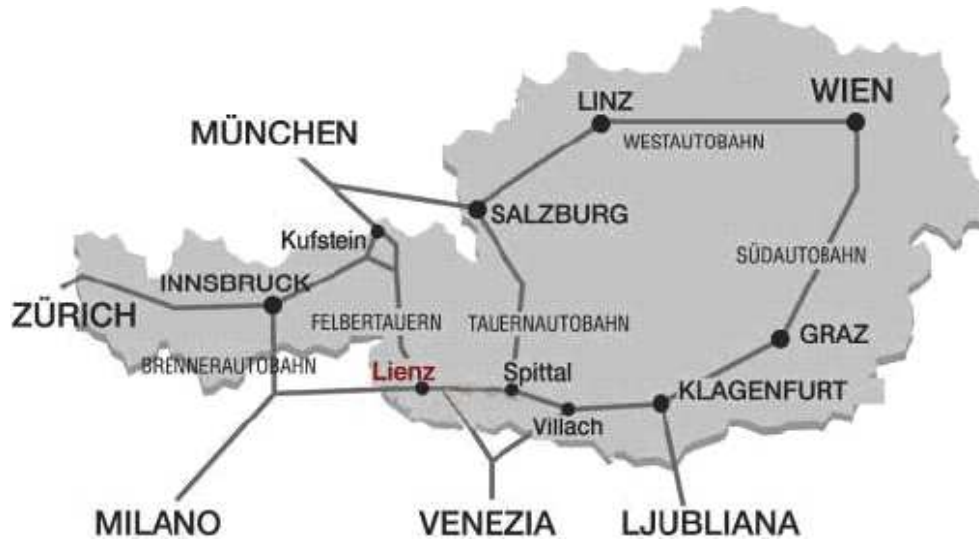 WIEN
LINZ
WESTAUTOBAHN
MÜNCHEN
SALZBURG
Kufstein
SÜDAUTOBAHN
INNSBRUCK
ZÜRICH
FELBERTAUERN
TAUERNAUTOBAHN
GRAZ
BRENNERAUTOBAHN
Lienz
Spittal
KLAGENFURT
Villach
MILANO
VENEZIA
LJUBLIANA